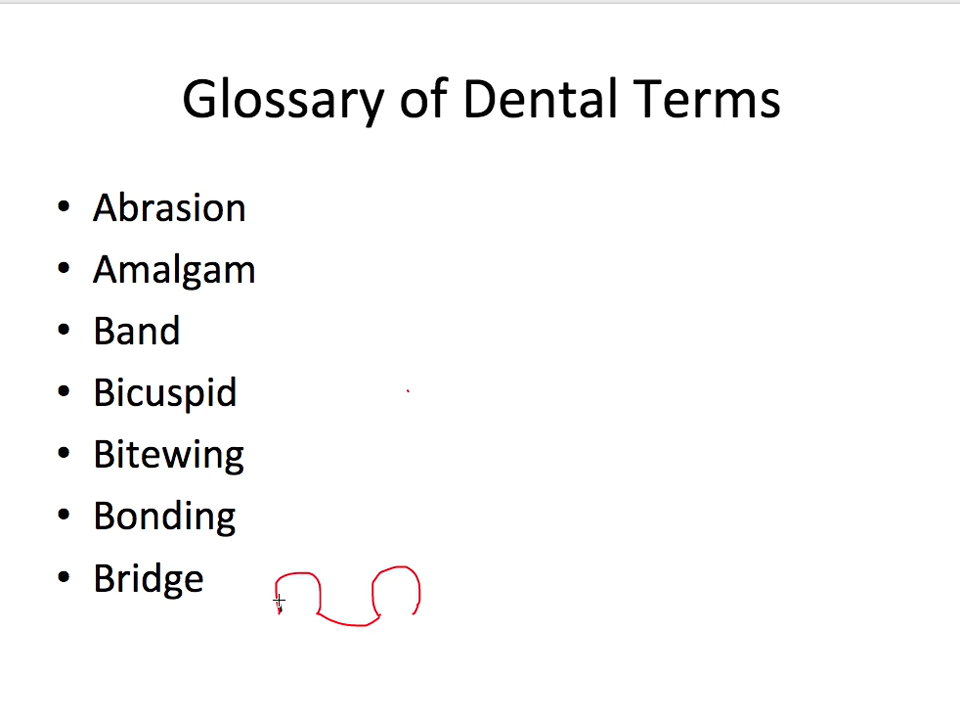 Glossary of Dental Terms
• Abrasion
• Amalgam
• Band
• Bicuspid
• Bitewing
• Bonding
• Bridge